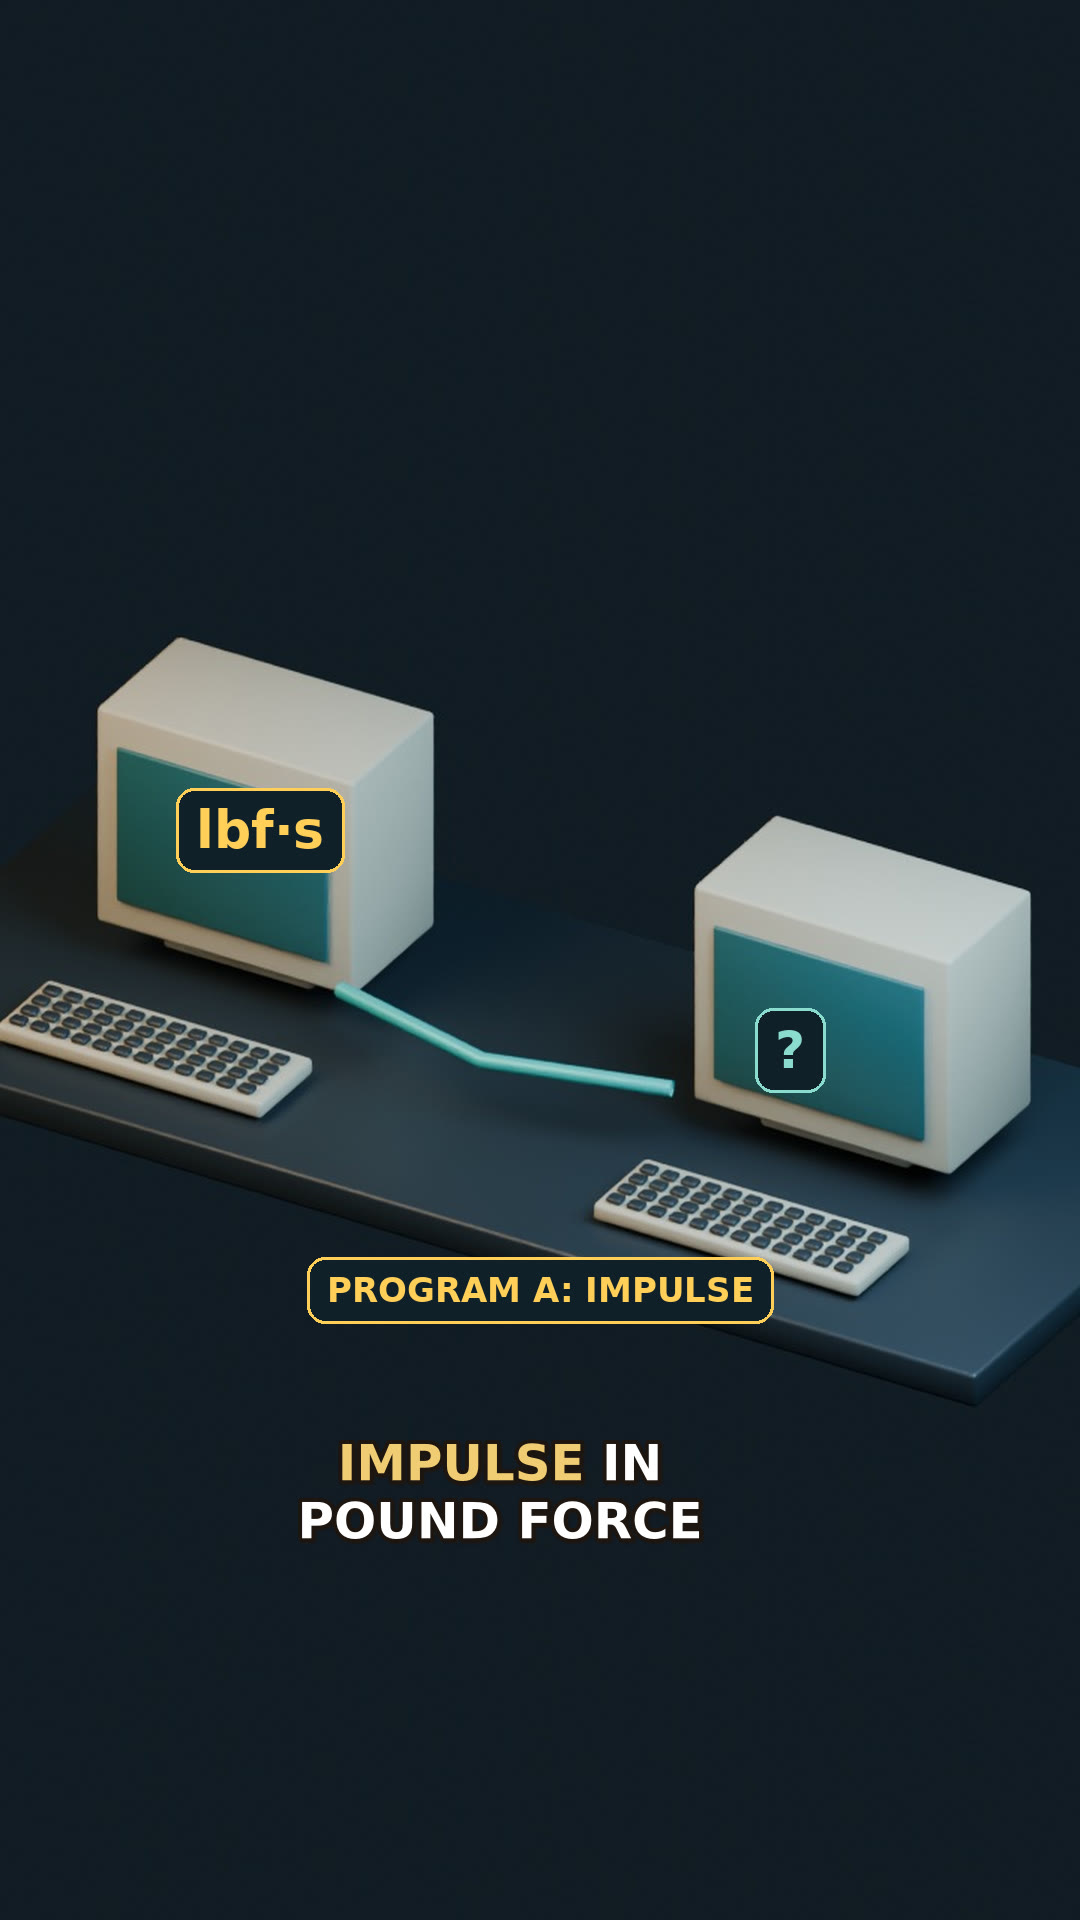 lbf·s
?
PROGRAM A: IMPULSE
IMPULSE IN
POUND FORCE